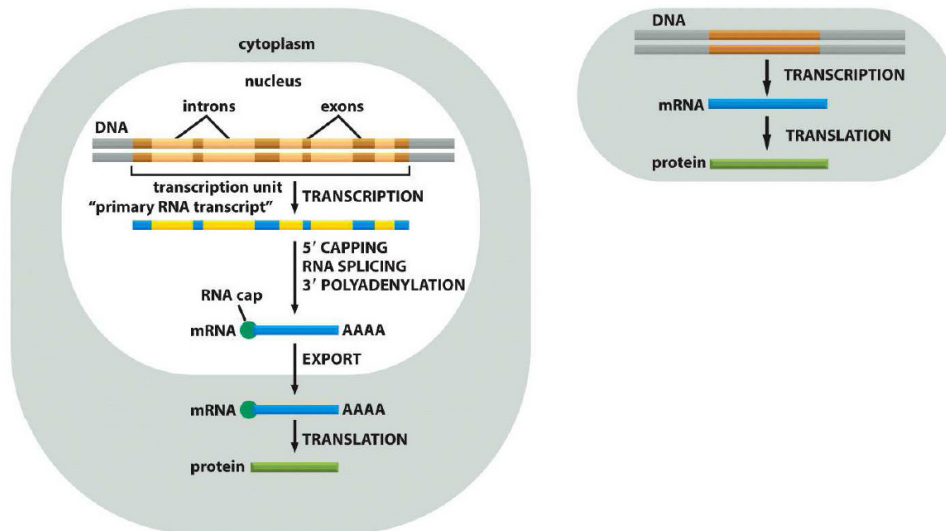 cytoplasm
nucleus
introns
exons
DNA
transcription unit
"primary RNA transcript"
TRANSCRIPTION
5′ CAPPING
RNA SPLICING
3′ POLYADENYLATION
RNA cap
mRNA
AAAA
EXPORT
mRNA
AAAA
TRANSLATION
protein
DNA
TRANSCRIPTION
mRNA
TRANSLATION
protein